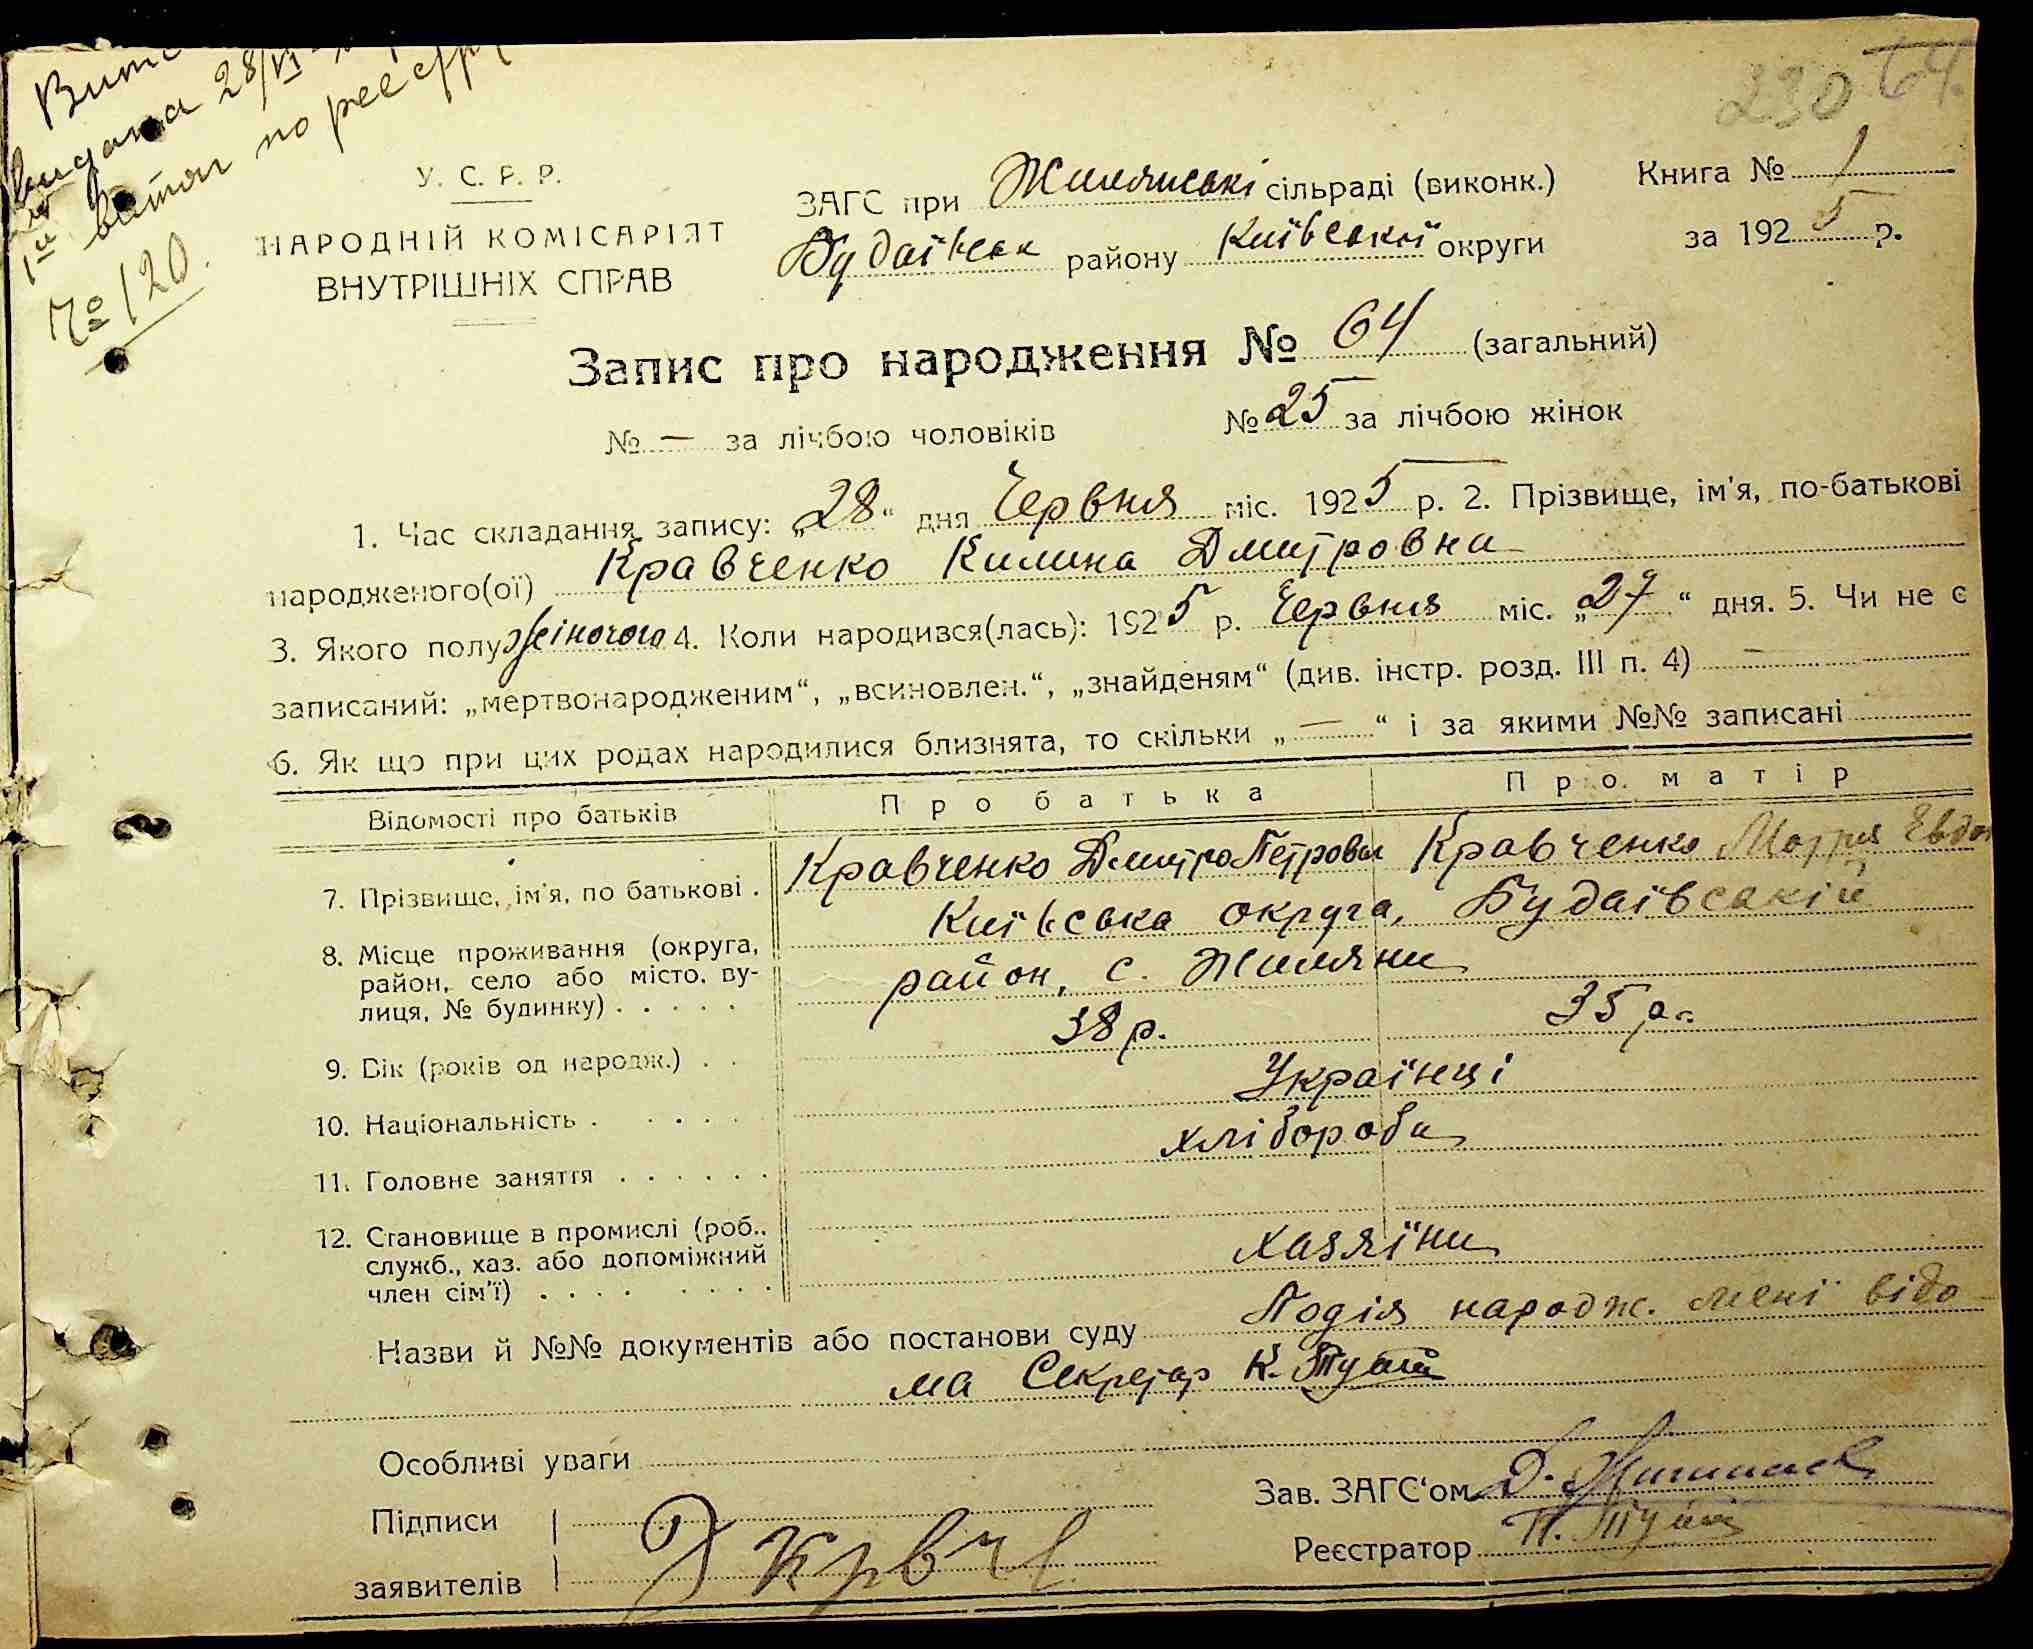 видана 28/VI
1ий витяг по реєстру
№ 120.
230 64.
У. С. Р. Р.
НАРОДНІЙ КОМІСАРІЯТ
ВНУТРІШНІХ СПРАВ
ЗАГС при Жилянські сільраді (виконк.)
Будаївськ району Київської округи
Книга № 1
за 1925 р.
Запис про народження № 64 (загальний)
№ — за лічбою чоловіків № 25 за лічбою жінок
1. Час складання запису: „28“ дня Червня міс. 1925 р. 2. Прізвище, ім'я, по-батькові
народженого(ої) Кравченко Килина Дмитровна
3. Якого полу жіночого 4. Коли народився(лась): 1925 р. Червня міс. „27“ дня. 5. Чи не є
записаний: „мертвонародженим“, „всиновлен.“, „знайденям“ (див. інстр. розд. III п. 4) —
6. Як що при цих родах народилися близнята, то скільки „—“ і за якими №№ записані
Відомості про батьків Про батька Про матір
7. Прізвище, ім'я, по батькові . Кравченко Дмитро Петров Кравченко Мотря Евдок
8. Місце проживання (округа, район, село або місто, вулиця, № будинку) . . . . . Київська округа, Будаївський
район, с. Жиляни
9. Вік (років од народж.) . . 38 р. 35 р.
10. Національність . . . . . Українці
11. Головне заняття . . . . . . хлібороби
12. Становище в промислі (роб., служб., хаз. або допоміжний член сім'ї) . . . . . . . . хазяїни
Назви й №№ документів або постанови суду Подія народж. мені відо-
ма Секретар К.
Особливі уваги
Підписи
заявителів Д Крвч
Зав. ЗАГС'ом Д.
Реєстратор